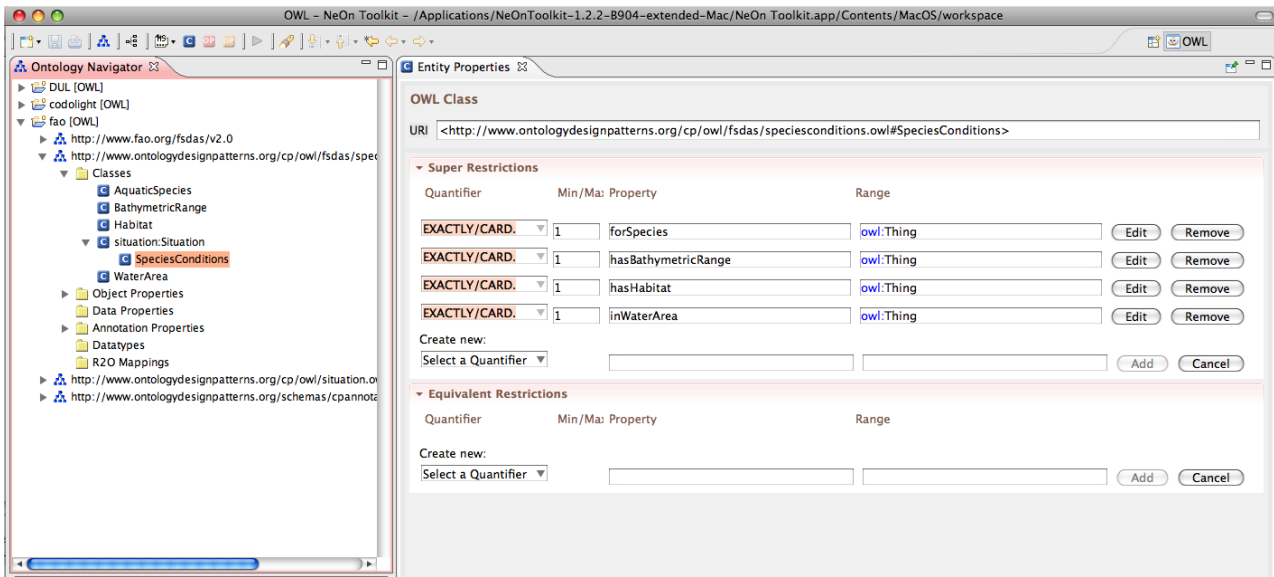 OWL – NeOn Toolkit – /Applications/NeOnToolkit-1.2.2-B904-extended-Mac/NeOn Toolkit.app/Contents/MacOS/workspace
OWL
Ontology Navigator
DUL [OWL]
codolight [OWL]
fao [OWL]
http://www.fao.org/fsdas/v2.0
http://www.ontologydesignpatterns.org/cp/owl/fsdas/spec
Classes
AquaticSpecies
BathymetricRange
Habitat
situation:Situation
SpeciesConditions
WaterArea
Object Properties
Data Properties
Annotation Properties
Datatypes
R2O Mappings
http://www.ontologydesignpatterns.org/cp/owl/situation.ow
http://www.ontologydesignpatterns.org/schemas/cpannota
Entity Properties
OWL Class
URI <http://www.ontologydesignpatterns.org/cp/owl/fsdas/speciesconditions.owl#SpeciesConditions>
Super Restrictions
Quantifier Min/Max Property Range
EXACTLY/CARD. 1 forSpecies owl:Thing Edit Remove
EXACTLY/CARD. 1 hasBathymetricRange owl:Thing Edit Remove
EXACTLY/CARD. 1 hasHabitat owl:Thing Edit Remove
EXACTLY/CARD. 1 inWaterArea owl:Thing Edit Remove
Create new:
Select a Quantifier Add Cancel
Equivalent Restrictions
Quantifier Min/Max Property Range
Create new:
Select a Quantifier Add Cancel